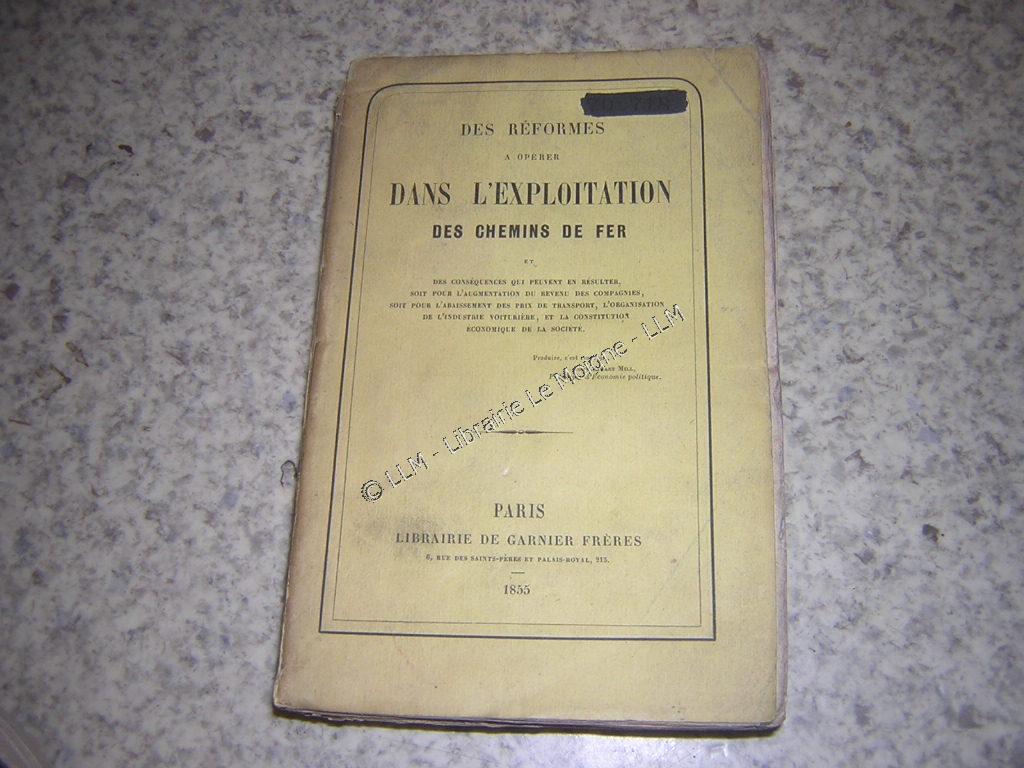 DES RÉFORMES
A OPÉRER
DANS L'EXPLOITATION
DES CHEMINS DE FER
ET
DES CONSÉQUENCES QUI PEUVENT EN RÉSULTER,
SOIT POUR L'AUGMENTATION DU REVENU DES COMPAGNIES,
SOIT POUR L'ABAISSEMENT DES PRIX DE TRANSPORT, L'ORGANISATION
DE L'INDUSTRIE VOITURIÈRE, ET LA CONSTITUTION
ÉCONOMIQUE DE LA SOCIÉTÉ.
Produire, c'est
MILL,
d'Économie politique.
© LLM - Librairie Le Moigne - LLM
PARIS
LIBRAIRIE DE GARNIER FRÈRES
6, RUE DES SAINTS-PÈRES ET PALAIS-ROYAL, 215.
1855